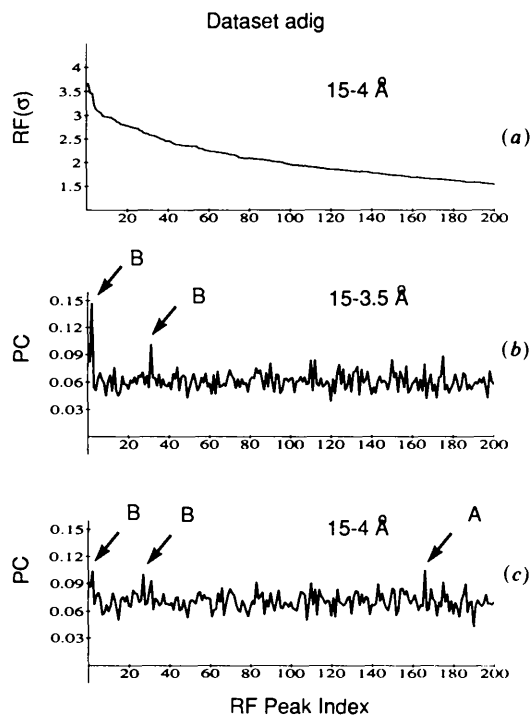 Dataset adig
RF(σ)
4
3.5
3
2.5
2
1.5
15-4 Å
(a)
20 40 60 80 100 120 140 160 180 200
B
B
15-3.5 Å
PC
0.15
0.12
0.09
0.06
0.03
(b)
20 40 60 80 100 120 140 160 180 200
B
B
15-4 Å
A
PC
0.15
0.12
0.09
0.06
0.03
(c)
20 40 60 80 100 120 140 160 180 200
RF Peak Index